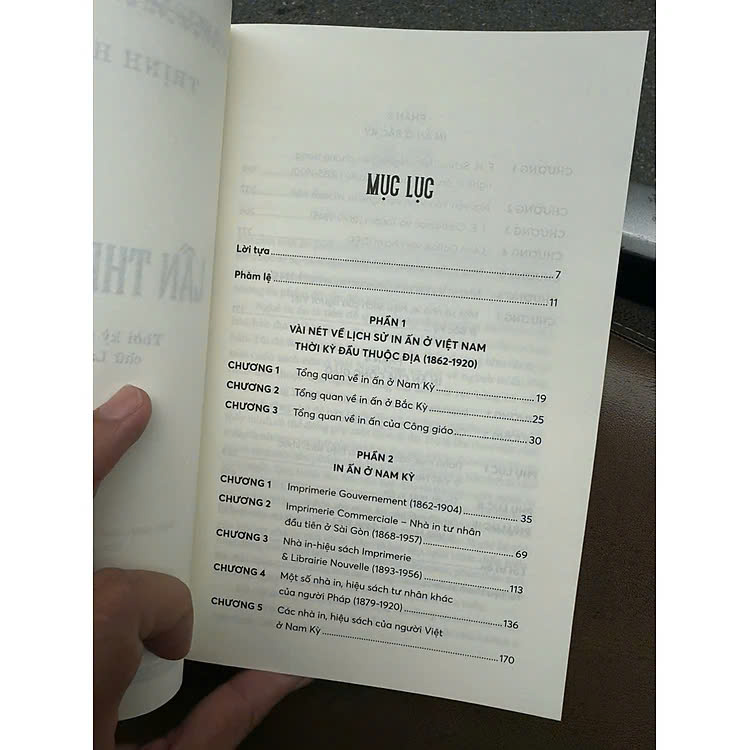 TRỊNH H
LẦN THE
Thời kỳ
chữ L
MỤC LỤC
Lời tựa 7
Phàm lệ 11
PHẦN 1
VÀI NÉT VỀ LỊCH SỬ IN ẤN Ở VIỆT NAM
THỜI KỲ ĐẦU THUỘC ĐỊA (1862-1920)
CHƯƠNG 1 Tổng quan về in ấn ở Nam Kỳ 19
CHƯƠNG 2 Tổng quan về in ấn ở Bắc Kỳ 25
CHƯƠNG 3 Tổng quan về in ấn của Công giáo 30
PHẦN 2
IN ẤN Ở NAM KỲ
CHƯƠNG 1 Imprimerie Gouvernement (1862-1904) 35
CHƯƠNG 2 Imprimerie Commerciale – Nhà in tư nhân
đầu tiên ở Sài Gòn (1868-1957) 69
CHƯƠNG 3 Nhà in-hiệu sách Imprimerie
& Librairie Nouvelle (1893-1956) 113
CHƯƠNG 4 Một số nhà in, hiệu sách tư nhân khác
của người Pháp (1879-1920) 136
CHƯƠNG 5 Các nhà in, hiệu sách của người Việt
ở Nam Kỳ 170